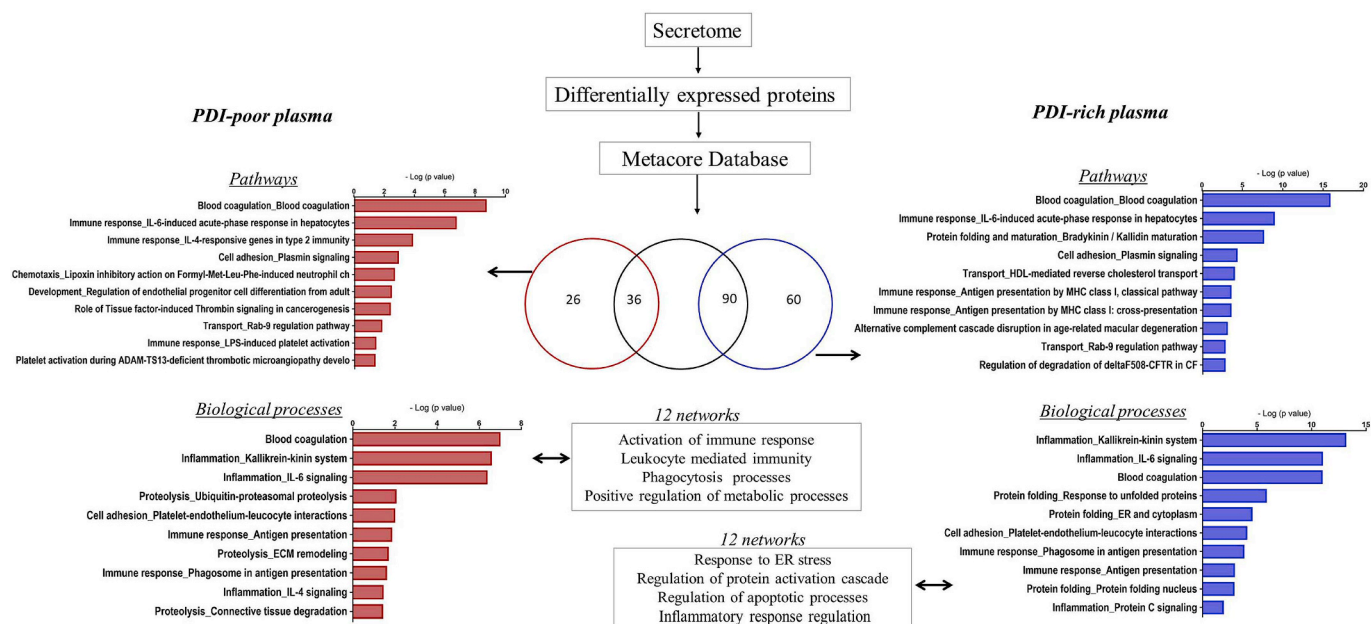 Secretome
Differentially expressed proteins
Metacore Database
PDI-poor plasma
Pathways
- Log (p value)
0 2 4 6 8 10
Blood coagulation_Blood coagulation
Immune response_IL-6-induced acute-phase response in hepatocytes
Immune response_IL-4-responsive genes in type 2 immunity
Cell adhesion_Plasmin signaling
Chemotaxis_Lipoxin inhibitory action on Formyl-Met-Leu-Phe-induced neutrophil ch
Development_Regulation of endothelial progenitor cell differentiation from adult
Role of Tissue factor-induced Thrombin signaling in cancerogenesis
Transport_Rab-9 regulation pathway
Immune response_LPS-induced platelet activation
Platelet activation during ADAM-TS13-deficient thrombotic microangiopathy develo
26 36 90 60
PDI-rich plasma
Pathways
- Log (p value)
0 5 10 15 20
Blood coagulation_Blood coagulation
Immune response_IL-6-induced acute-phase response in hepatocytes
Protein folding and maturation_Bradykinin / Kallidin maturation
Cell adhesion_Plasmin signaling
Transport_HDL-mediated reverse cholesterol transport
Immune response_Antigen presentation by MHC class I, classical pathway
Immune response_Antigen presentation by MHC class I: cross-presentation
Alternative complement cascade disruption in age-related macular degeneration
Transport_Rab-9 regulation pathway
Regulation of degradation of deltaF508-CFTR in CF
Biological processes
- Log (p value)
0 2 4 6 8
Blood coagulation
Inflammation_Kallikrein-kinin system
Inflammation_IL-6 signaling
Proteolysis_Ubiquitin-proteasomal proteolysis
Cell adhesion_Platelet-endothelium-leucocyte interactions
Immune response_Antigen presentation
Proteolysis_ECM remodeling
Immune response_Phagosome in antigen presentation
Inflammation_IL-4 signaling
Proteolysis_Connective tissue degradation
12 networks
Activation of immune response
Leukocyte mediated immunity
Phagocytosis processes
Positive regulation of metabolic processes
12 networks
Response to ER stress
Regulation of protein activation cascade
Regulation of apoptotic processes
Inflammatory response regulation
Biological processes
- Log (p value)
0 5 10 15
Inflammation_Kallikrein-kinin system
Inflammation_IL-6 signaling
Blood coagulation
Protein folding_Response to unfolded proteins
Protein folding_ER and cytoplasm
Cell adhesion_Platelet-endothelium-leucocyte interactions
Immune response_Phagosome in antigen presentation
Immune response_Antigen presentation
Protein folding_Protein folding nucleus
Inflammation_Protein C signaling